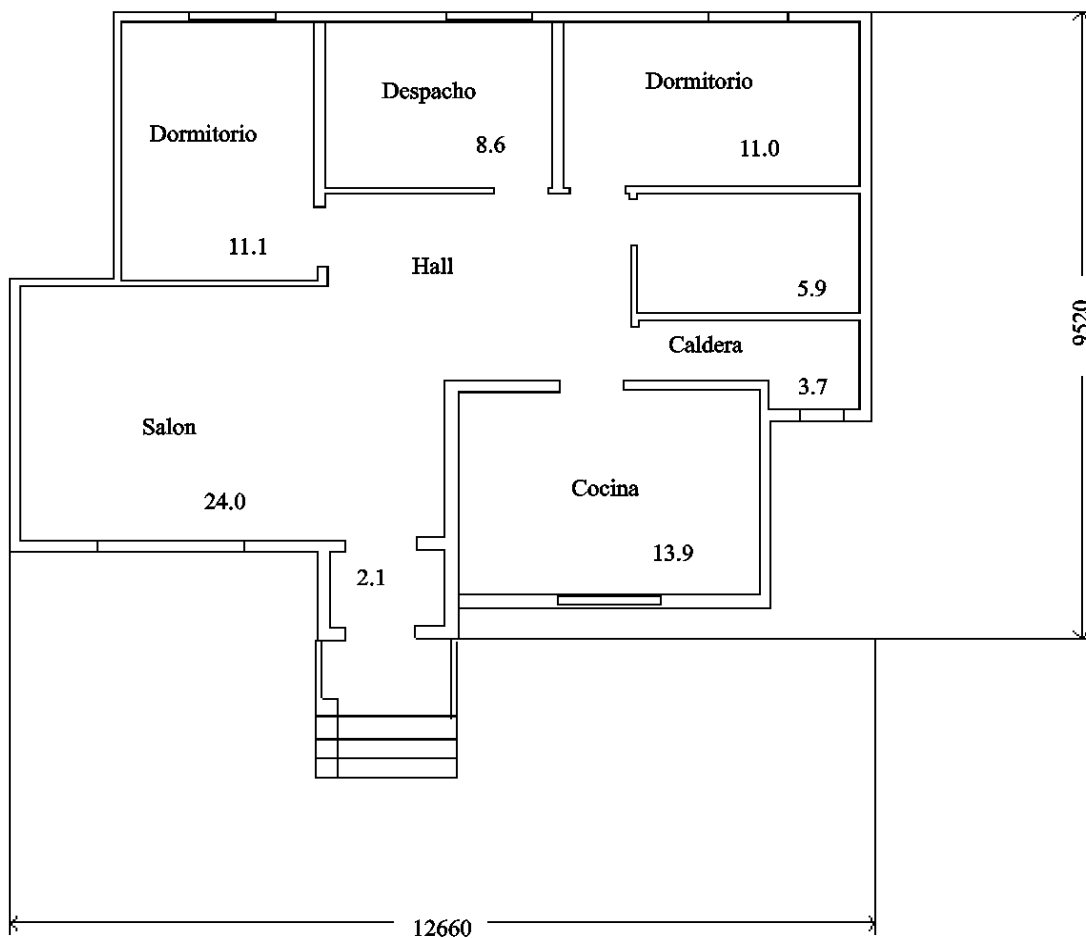 Despacho
8.6
Dormitorio
11.0
Dormitorio
11.1
Hall
5.9
Caldera
3.7
Salon
24.0
Cocina
13.9
2.1
9520
12660